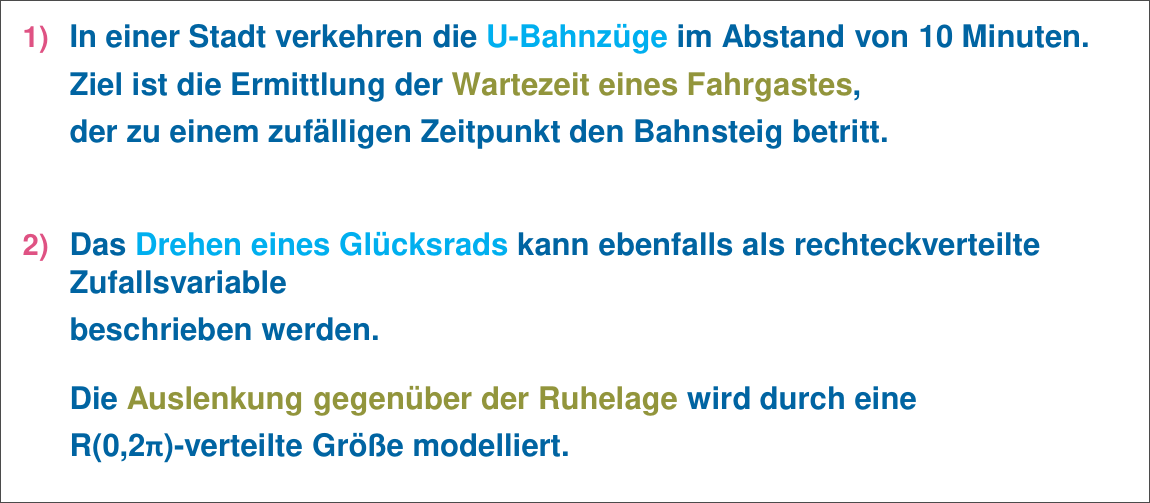 1) In einer Stadt verkehren die U-Bahnzüge im Abstand von 10 Minuten.
Ziel ist die Ermittlung der Wartezeit eines Fahrgastes,
der zu einem zufälligen Zeitpunkt den Bahnsteig betritt.
2) Das Drehen eines Glücksrads kann ebenfalls als rechteckverteilte
Zufallsvariable
beschrieben werden.
Die Auslenkung gegenüber der Ruhelage wird durch eine
R(0,2π)-verteilte Größe modelliert.